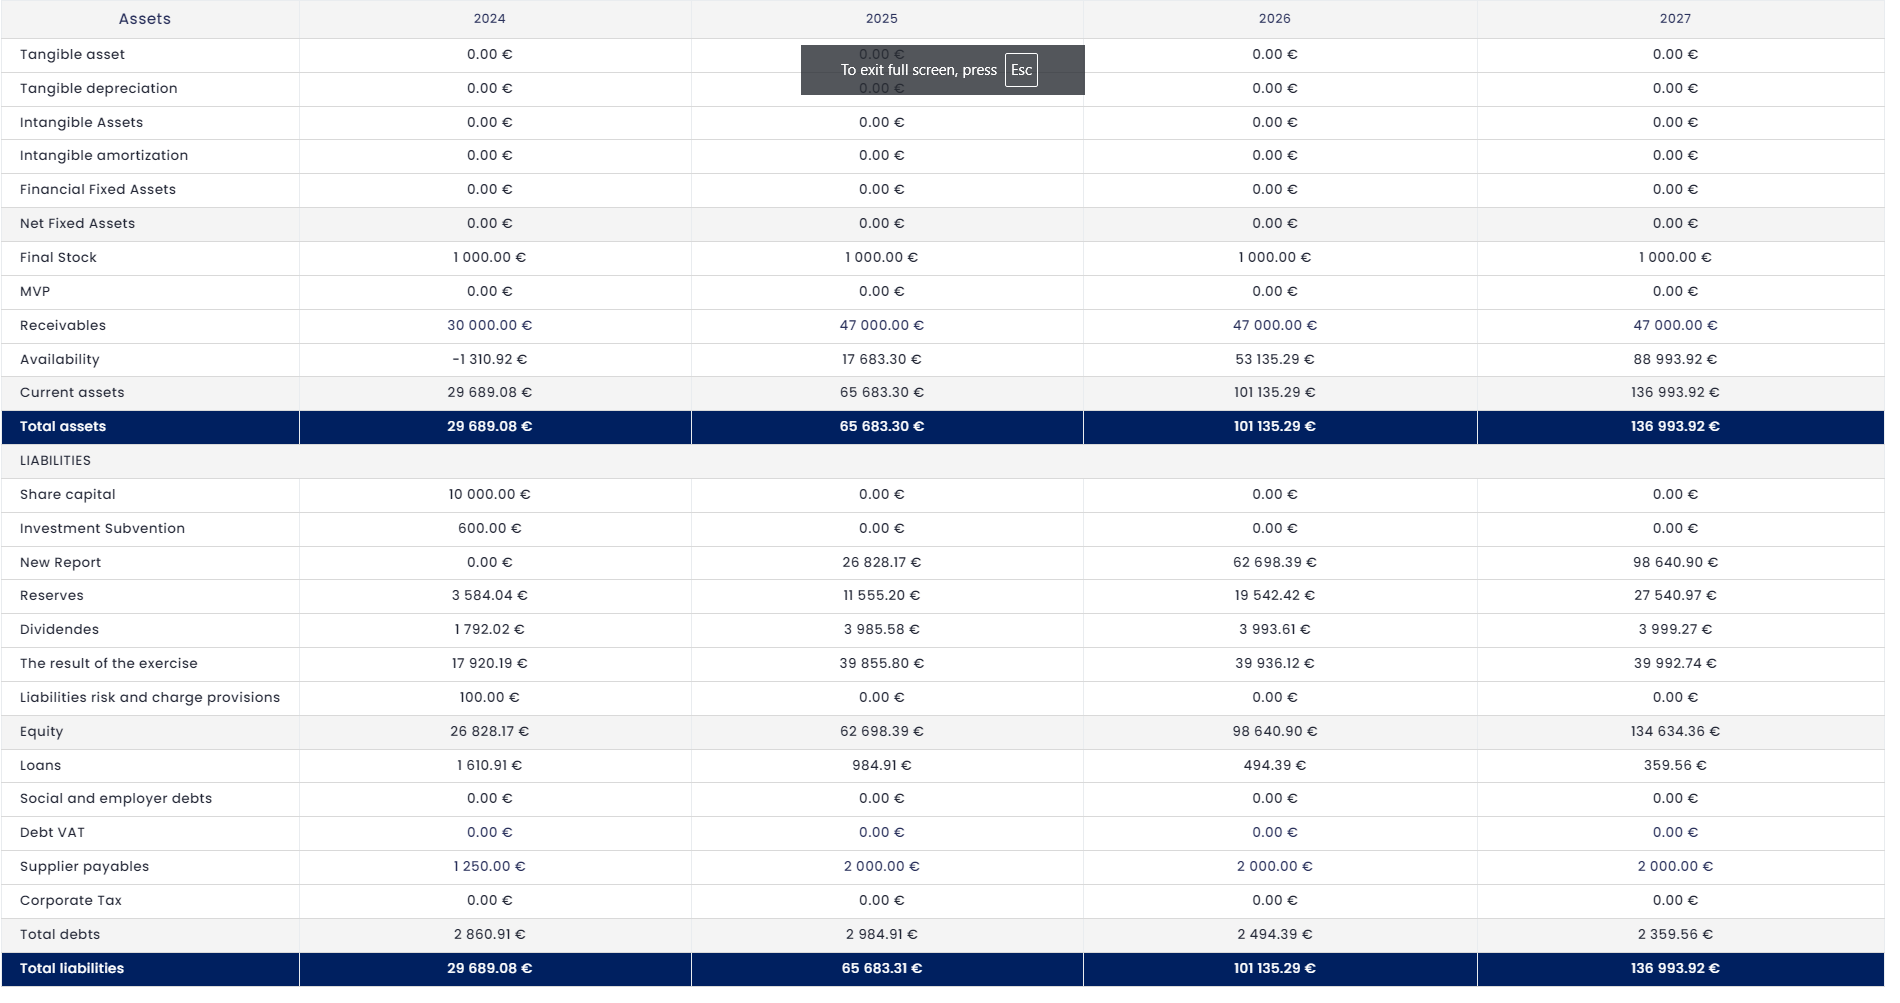 Assets 2024 2025 2026 2027
Tangible asset 0.00 € 0.00 € 0.00 € 0.00 €
To exit full screen, press Esc
Tangible depreciation 0.00 € 0.00 € 0.00 € 0.00 €
Intangible Assets 0.00 € 0.00 € 0.00 € 0.00 €
Intangible amortization 0.00 € 0.00 € 0.00 € 0.00 €
Financial Fixed Assets 0.00 € 0.00 € 0.00 € 0.00 €
Net Fixed Assets 0.00 € 0.00 € 0.00 € 0.00 €
Final Stock 1 000.00 € 1 000.00 € 1 000.00 € 1 000.00 €
MVP 0.00 € 0.00 € 0.00 € 0.00 €
Receivables 30 000.00 € 47 000.00 € 47 000.00 € 47 000.00 €
Availability -1 310.92 € 17 683.30 € 53 135.29 € 88 993.92 €
Current assets 29 689.08 € 65 683.30 € 101 135.29 € 136 993.92 €
Total assets 29 689.08 € 65 683.30 € 101 135.29 € 136 993.92 €
LIABILITIES
Share capital 10 000.00 € 0.00 € 0.00 € 0.00 €
Investment Subvention 600.00 € 0.00 € 0.00 € 0.00 €
New Report 0.00 € 26 828.17 € 62 698.39 € 98 640.90 €
Reserves 3 584.04 € 11 555.20 € 19 542.42 € 27 540.97 €
Dividendes 1 792.02 € 3 985.58 € 3 993.61 € 3 999.27 €
The result of the exercise 17 920.19 € 39 855.80 € 39 936.12 € 39 992.74 €
Liabilities risk and charge provisions 100.00 € 0.00 € 0.00 € 0.00 €
Equity 26 828.17 € 62 698.39 € 98 640.90 € 134 634.36 €
Loans 1 610.91 € 984.91 € 494.39 € 359.56 €
Social and employer debts 0.00 € 0.00 € 0.00 € 0.00 €
Debt VAT 0.00 € 0.00 € 0.00 € 0.00 €
Supplier payables 1 250.00 € 2 000.00 € 2 000.00 € 2 000.00 €
Corporate Tax 0.00 € 0.00 € 0.00 € 0.00 €
Total debts 2 860.91 € 2 984.91 € 2 494.39 € 2 359.56 €
Total liabilities 29 689.08 € 65 683.31 € 101 135.29 € 136 993.92 €